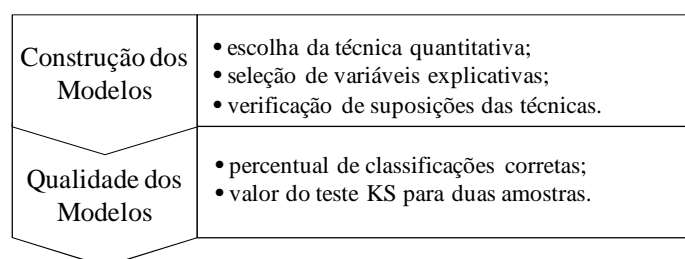 Construção dos
Modelos
• escolha da técnica quantitativa;
• seleção de variáveis explicativas;
• verificação de suposições das técnicas.
Qualidade dos
Modelos
• percentual de classificações corretas;
• valor do teste KS para duas amostras.